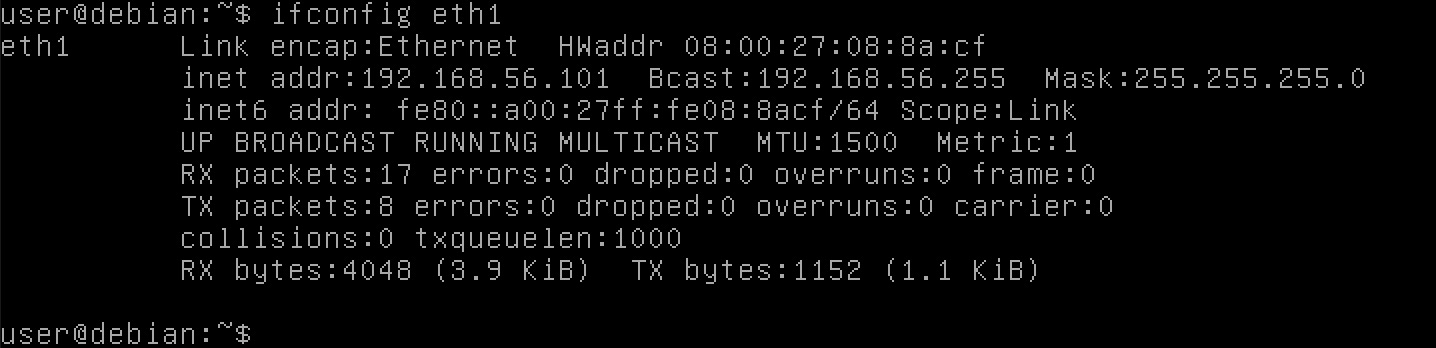 user@debian:~$ ifconfig eth1
eth1      Link encap:Ethernet  HWaddr 08:00:27:08:8a:cf
          inet addr:192.168.56.101  Bcast:192.168.56.255  Mask:255.255.255.0
          inet6 addr: fe80::a00:27ff:fe08:8acf/64 Scope:Link
          UP BROADCAST RUNNING MULTICAST  MTU:1500  Metric:1
          RX packets:17 errors:0 dropped:0 overruns:0 frame:0
          TX packets:8 errors:0 dropped:0 overruns:0 carrier:0
          collisions:0 txqueuelen:1000
          RX bytes:4048 (3.9 KiB)  TX bytes:1152 (1.1 KiB)

user@debian:~$